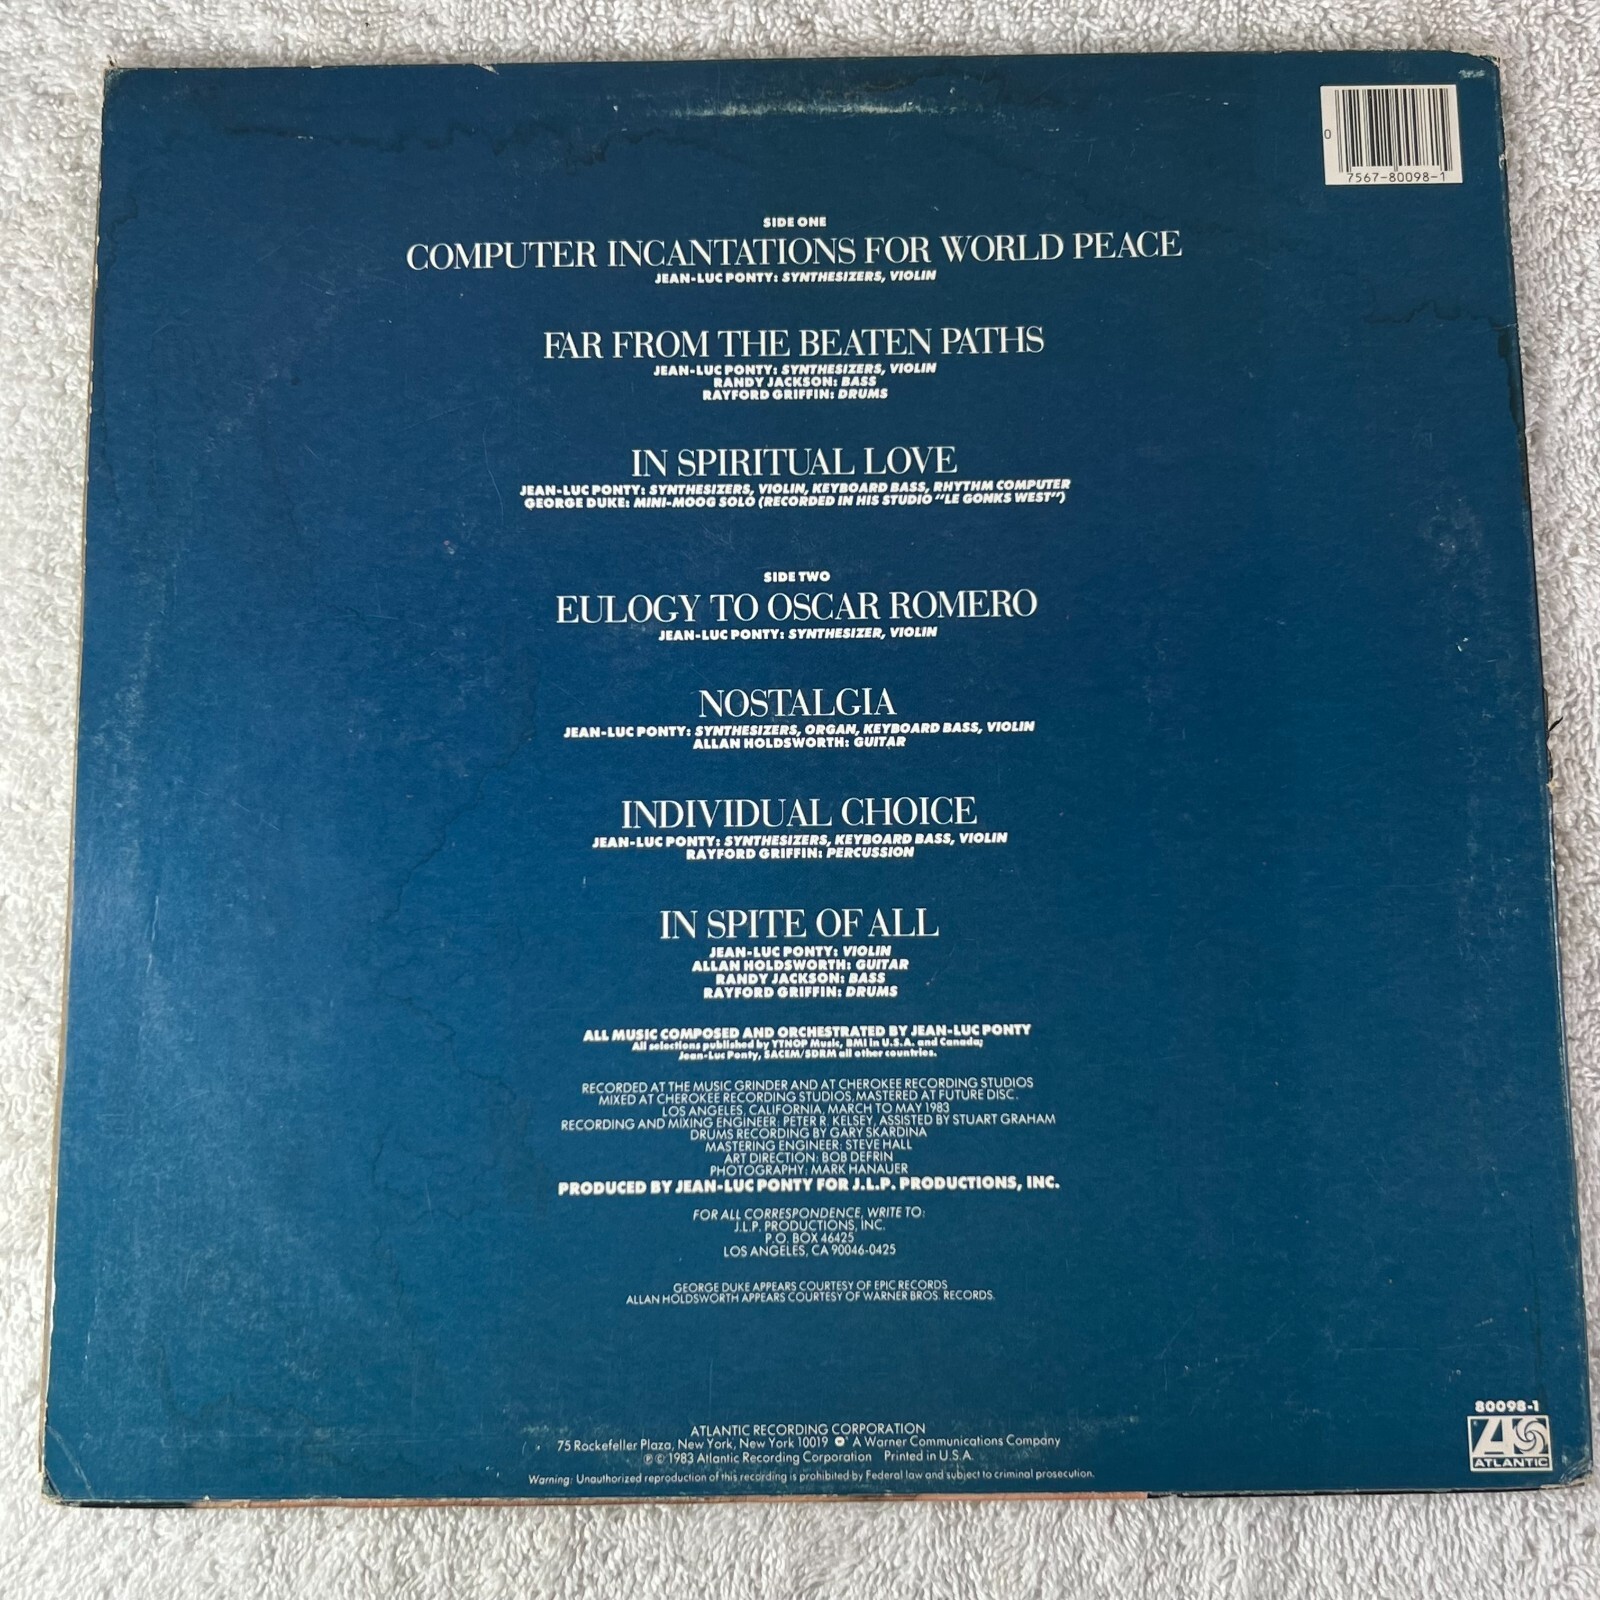 0
7567-80098-1
SIDE ONE
COMPUTER INCANTATIONS FOR WORLD PEACE
JEAN-LUC PONTY: SYNTHESIZERS, VIOLIN
FAR FROM THE BEATEN PATHS
JEAN-LUC PONTY: SYNTHESIZERS, VIOLIN
RANDY JACKSON: BASS
RAYFORD GRIFFIN: DRUMS
IN SPIRITUAL LOVE
JEAN-LUC PONTY: SYNTHESIZERS, VIOLIN, KEYBOARD BASS, RHYTHM COMPUTER
GEORGE DUKE: MINI-MOOG SOLO (RECORDED IN HIS STUDIO "LE GONKS WEST")
SIDE TWO
EULOGY TO OSCAR ROMERO
JEAN-LUC PONTY: SYNTHESIZER, VIOLIN
NOSTALGIA
JEAN-LUC PONTY: SYNTHESIZERS, ORGAN, KEYBOARD BASS, VIOLIN
ALLAN HOLDSWORTH: GUITAR
INDIVIDUAL CHOICE
JEAN-LUC PONTY: SYNTHESIZERS, KEYBOARD BASS, VIOLIN
RAYFORD GRIFFIN: PERCUSSION
IN SPITE OF ALL
JEAN-LUC PONTY: VIOLIN
ALLAN HOLDSWORTH: GUITAR
RANDY JACKSON: BASS
RAYFORD GRIFFIN: DRUMS
ALL MUSIC COMPOSED AND ORCHESTRATED BY JEAN-LUC PONTY
All selections published by YTNOP Music, BMI in U.S.A. and Canada;
Jean-Luc Ponty, SACEM/SDRM all other countries.
RECORDED AT THE MUSIC GRINDER AND AT CHEROKEE RECORDING STUDIOS
MIXED AT CHEROKEE RECORDING STUDIOS, MASTERED AT FUTURE DISC.
LOS ANGELES, CALIFORNIA, MARCH TO MAY 1983
RECORDING AND MIXING ENGINEER: PETER R. KELSEY, ASSISTED BY STUART GRAHAM
DRUMS RECORDING BY GARY SKARDINA
MASTERING ENGINEER: STEVE HALL
ART DIRECTION: BOB DEFRIN
PHOTOGRAPHY: MARK HANAUER
PRODUCED BY JEAN-LUC PONTY FOR J.L.P. PRODUCTIONS, INC.
FOR ALL CORRESPONDENCE, WRITE TO:
J.L.P. PRODUCTIONS, INC.
P.O. BOX 46425
LOS ANGELES, CA 90046-0425
GEORGE DUKE APPEARS COURTESY OF EPIC RECORDS
ALLAN HOLDSWORTH APPEARS COURTESY OF WARNER BROS. RECORDS.
ATLANTIC RECORDING CORPORATION
75 Rockefeller Plaza, New York, New York 10019 A Warner Communications Company
℗ © 1983 Atlantic Recording Corporation Printed in U.S.A.
Warning: Unauthorized reproduction of this recording is prohibited by Federal law and subject to criminal prosecution.
80098-1
ATLANTIC